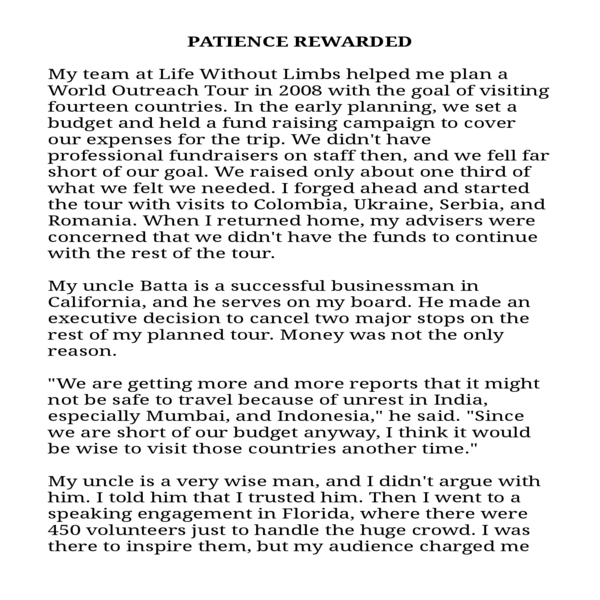 PATIENCE REWARDED
My team at Life Without Limbs helped me plan a
World Outreach Tour in 2008 with the goal of visiting
fourteen countries. In the early planning, we set a
budget and held a fund raising campaign to cover
our expenses for the trip. We didn't have
professional fundraisers on staff then, and we fell far
short of our goal. We raised only about one third of
what we felt we needed. I forged ahead and started
the tour with visits to Colombia, Ukraine, Serbia, and
Romania. When I returned home, my advisers were
concerned that we didn't have the funds to continue
with the rest of the tour.
My uncle Batta is a successful businessman in
California, and he serves on my board. He made an
executive decision to cancel two major stops on the
rest of my planned tour. Money was not the only
reason.
"We are getting more and more reports that it might
not be safe to travel because of unrest in India,
especially Mumbai, and Indonesia," he said. "Since
we are short of our budget anyway, I think it would
be wise to visit those countries another time."
My uncle is a very wise man, and I didn't argue with
him. I told him that I trusted him. Then I went to a
speaking engagement in Florida, where there were
450 volunteers just to handle the huge crowd. I was
there to inspire them, but my audience charged me